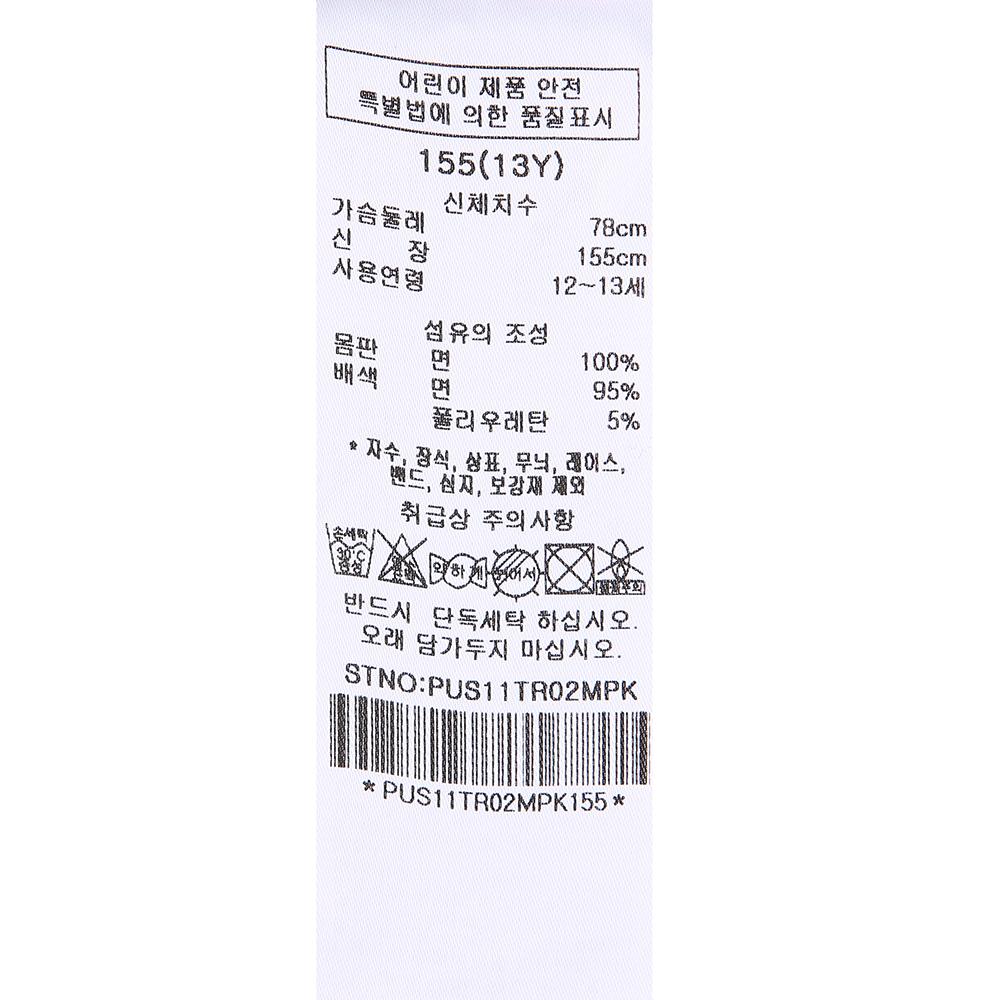 어린이 제품 안전
특별법에 의한 품질표시
155(13Y)
신체치수
가슴둘레 78cm
신 장 155cm
사용연령 12~13세
섬유의 조성
몸판 면 100%
배색 면 95%
폴리우레탄 5%
* 자수, 장식, 상표, 무늬, 레이스,
밴드, 심지, 보강재 제외
취급상 주의사항
손세탁 30°C 중성
약하게 뉘어서
반드시 단독세탁 하십시오.
오래 담가두지 마십시오.
STNO:PUS11TR02MPK
*PUS11TR02MPK155*